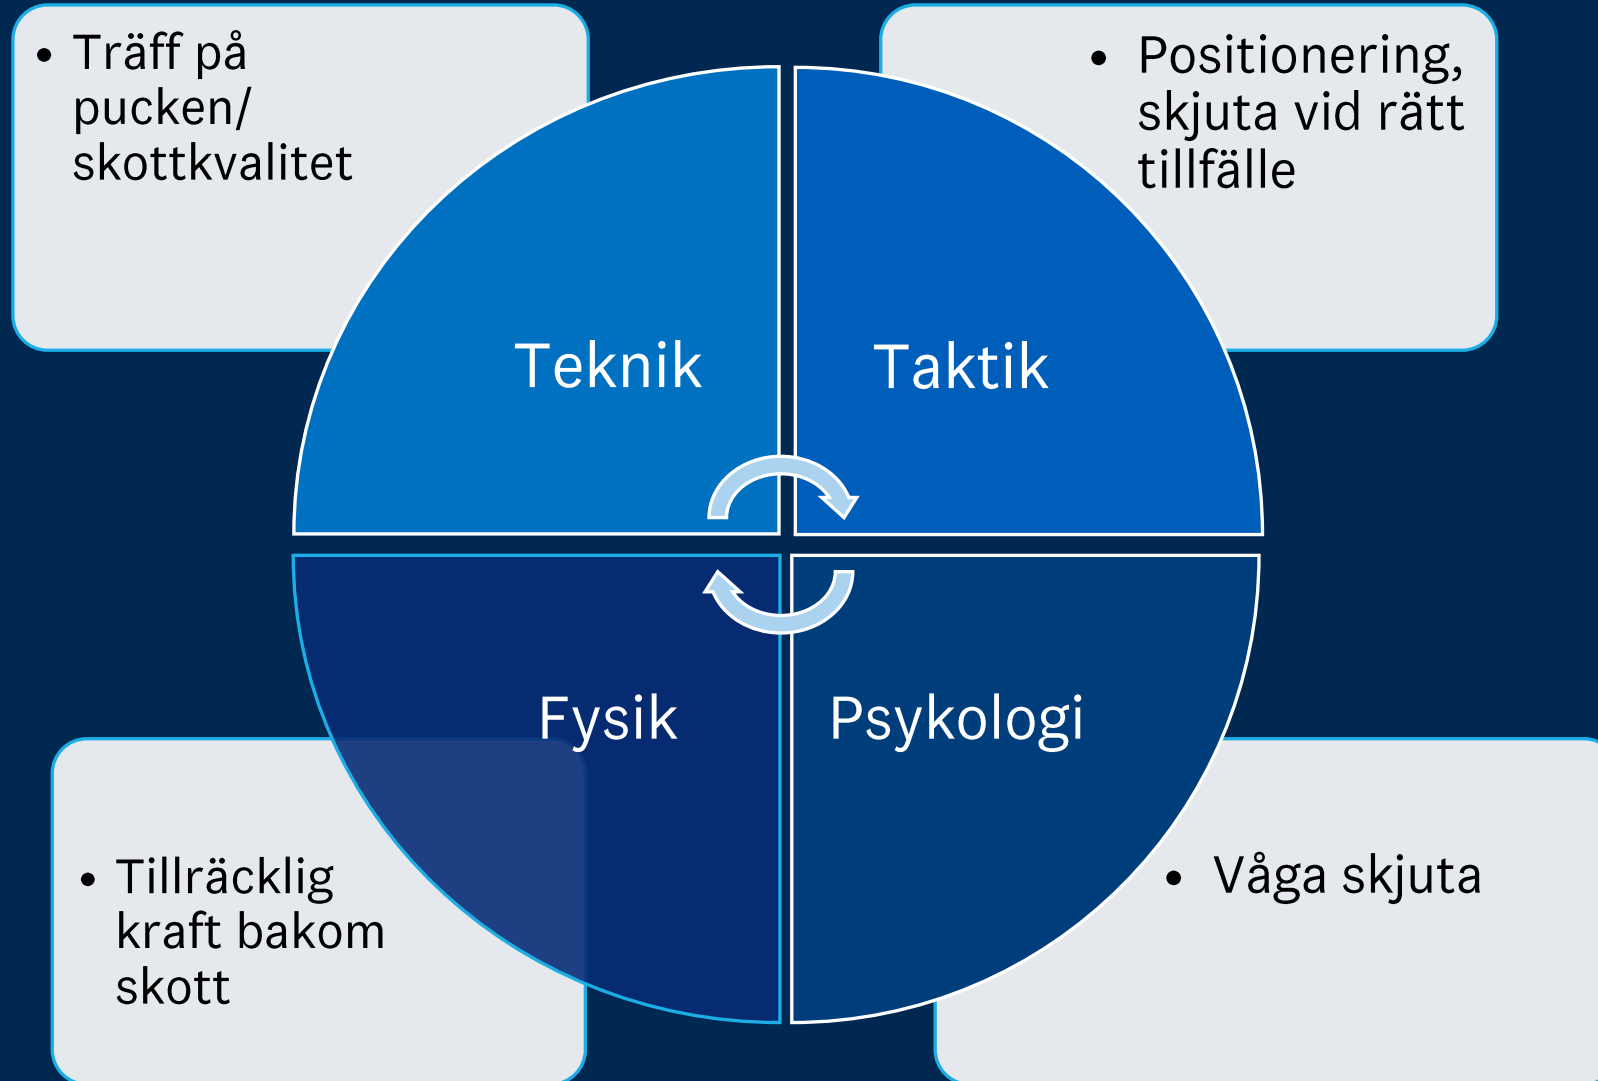 • Träff på
pucken/
skottkvalitet
• Positionering,
skjuta vid rätt
tillfälle
Teknik
Taktik
Fysik
Psykologi
• Tillräcklig
kraft bakom
skott
• Våga skjuta